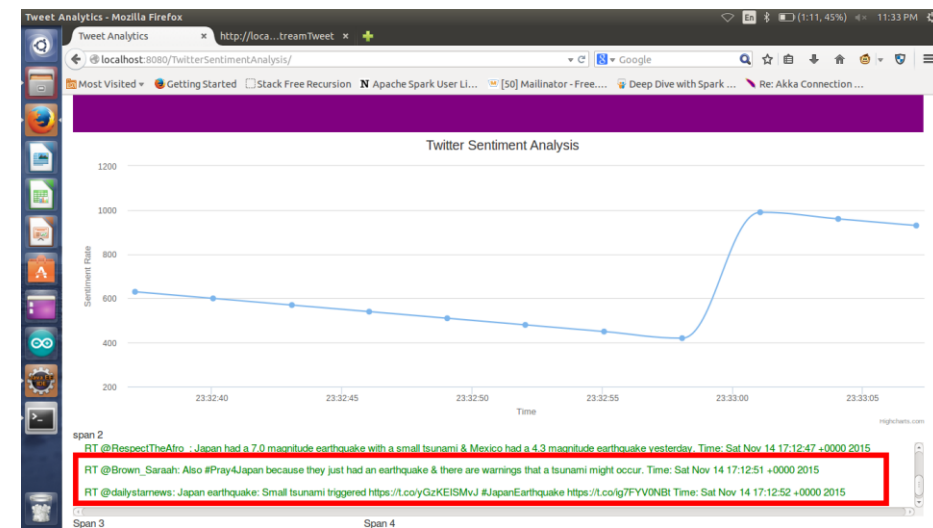 Tweet Analytics - Mozilla Firefox En (1:11, 45%) 11:33 PM
Tweet Analytics × http://loca...treamTweet ×
localhost:8080/TwitterSentimentAnalysis/ Google
Most Visited Getting Started Stack Free Recursion N Apache Spark User Li... [50] Mailinator - Free.... Deep Dive with Spark ... Re: Akka Connection ...
Twitter Sentiment Analysis
1200
1000
800
600
400
200
Sentiment Rate
23:32:40 23:32:45 23:32:50 23:32:55 23:33:00 23:33:05
Time
Highcharts.com
span 2
RT @RespectTheAfro_: Japan had a 7.0 magnitude earthquake with a small tsunami & Mexico had a 4.3 magnitude earthquake yesterday. Time: Sat Nov 14 17:12:47 +0000 2015
RT @Brown_Saraah: Also #Pray4Japan because they just had an earthquake & there are warnings that a tsunami might occur. Time: Sat Nov 14 17:12:51 +0000 2015
RT @dailystarnews: Japan earthquake: Small tsunami triggered https://t.co/yGzKEISMvJ #JapanEarthquake https://t.co/ig7FYV0NBt Time: Sat Nov 14 17:12:52 +0000 2015
Span 3 Span 4